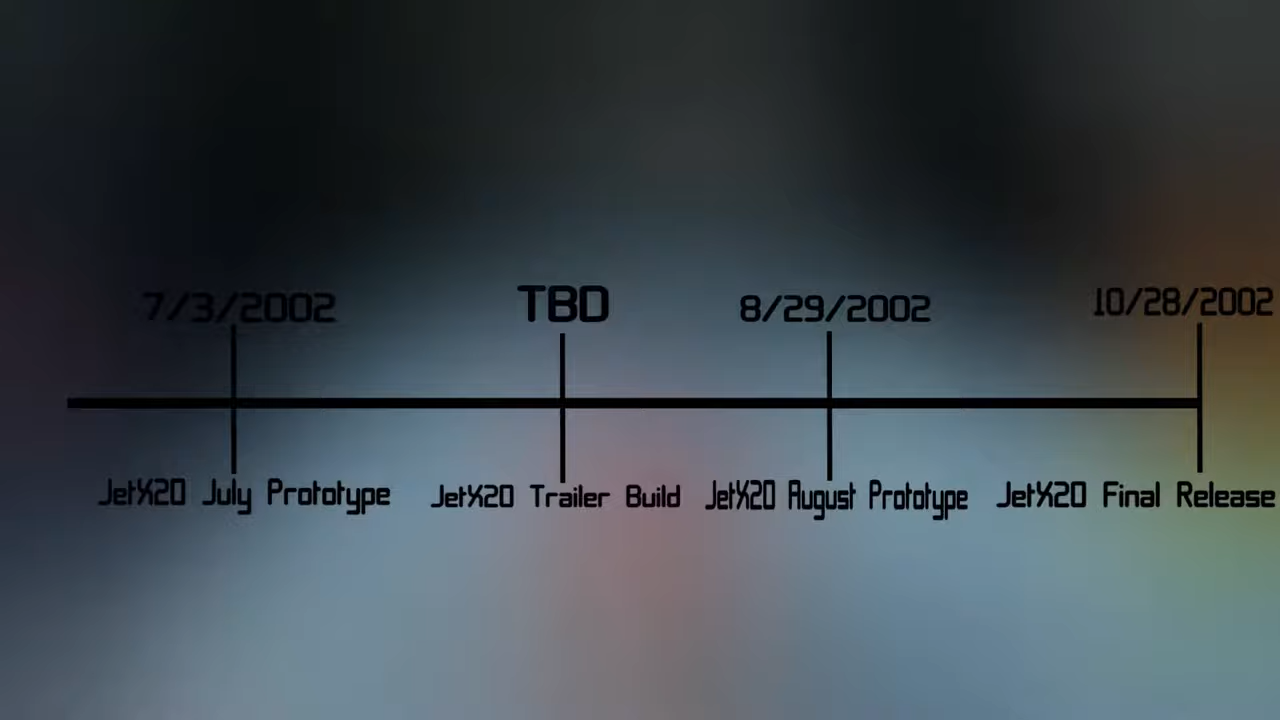 7/3/2002
TBD
8/29/2002
10/28/2002
JetX20 July Prototype
JetX20 Trailer Build
JetX20 August Prototype
JetX20 Final Release